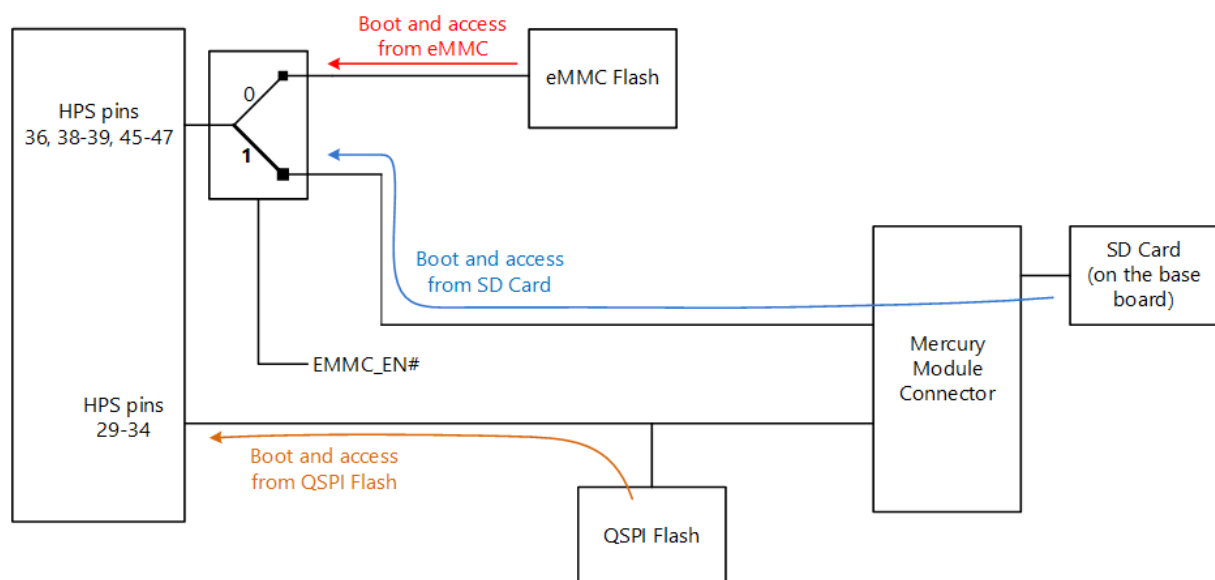 Boot and access
from eMMC
eMMC Flash
HPS pins
36, 38-39, 45-47
0
1
Boot and access
from SD Card
SD Card
(on the base
board)
Mercury
Module
Connector
EMMC_EN#
HPS pins
29-34
Boot and access
from QSPI Flash
QSPI Flash